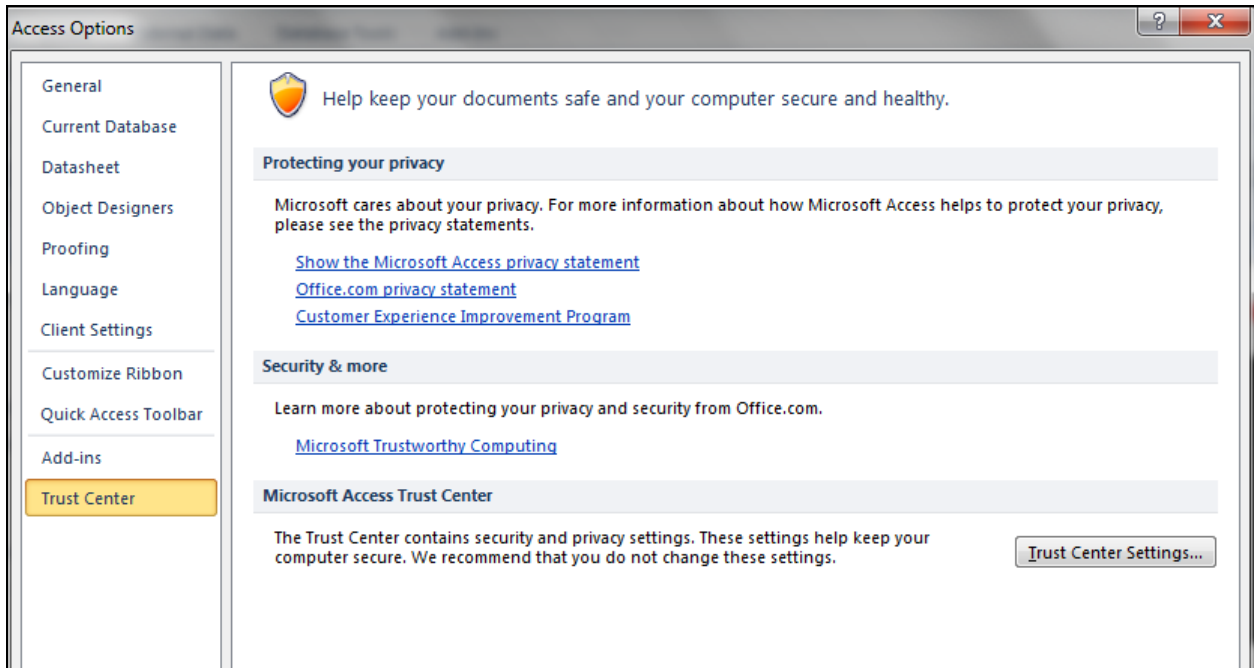 Access Options
General
Current Database
Datasheet
Object Designers
Proofing
Language
Client Settings
Customize Ribbon
Quick Access Toolbar
Add-ins
Trust Center
Help keep your documents safe and your computer secure and healthy.
Protecting your privacy
Microsoft cares about your privacy. For more information about how Microsoft Access helps to protect your privacy,
please see the privacy statements.
Show the Microsoft Access privacy statement
Office.com privacy statement
Customer Experience Improvement Program
Security & more
Learn more about protecting your privacy and security from Office.com.
Microsoft Trustworthy Computing
Microsoft Access Trust Center
The Trust Center contains security and privacy settings. These settings help keep your
computer secure. We recommend that you do not change these settings.
Trust Center Settings...